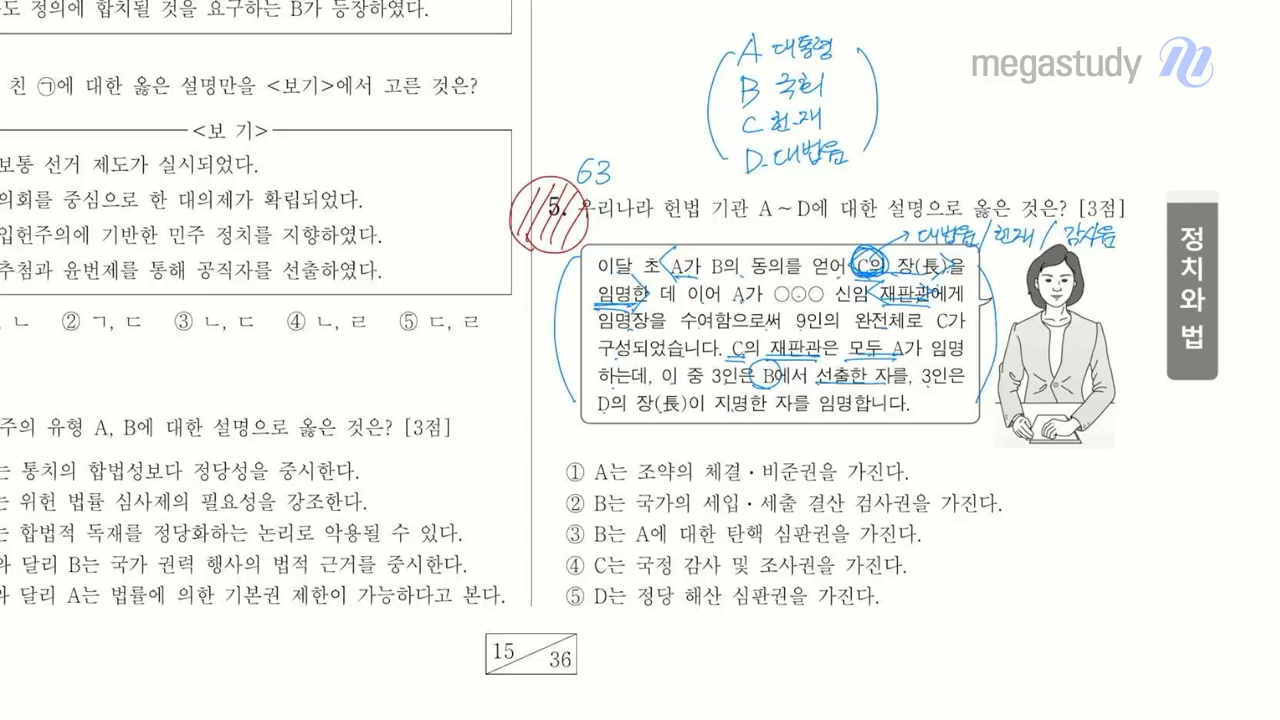 도 정의에 합치될 것을 요구하는 B가 등장하였다.
친 ㉠에 대한 옳은 설명만을 <보기>에서 고른 것은?
<보 기>
보통 선거 제도가 실시되었다.
의회를 중심으로 한 대의제가 확립되었다.
입헌주의에 기반한 민주 정치를 지향하였다.
추첨과 윤번제를 통해 공직자를 선출하였다.
, ㄴ ② ㄱ, ㄷ ③ ㄴ, ㄷ ④ ㄴ, ㄹ ⑤ ㄷ, ㄹ
주의 유형 A, B에 대한 설명으로 옳은 것은? [3점]
는 통치의 합법성보다 정당성을 중시한다.
는 위헌 법률 심사제의 필요성을 강조한다.
는 합법적 독재를 정당화하는 논리로 악용될 수 있다.
와 달리 B는 국가 권력 행사의 법적 근거를 중시한다.
와 달리 A는 법률에 의한 기본권 제한이 가능하다고 본다.
megastudy
A 대통령
B 국회
C 헌재
D 대법원
63
5. 우리나라 헌법 기관 A～D에 대한 설명으로 옳은 것은? [3점]
대법원/헌재/감사원
이달 초 A가 B의 동의를 얻어 C의 장(長)을
임명한 데 이어 A가 ○○○ 신임 재판관에게
임명장을 수여함으로써 9인의 완전체로 C가
구성되었습니다. C의 재판관은 모두 A가 임명
하는데, 이 중 3인은 B에서 선출한 자를, 3인은
D의 장(長)이 지명한 자를 임명합니다.
① A는 조약의 체결·비준권을 가진다.
② B는 국가의 세입·세출 결산 검사권을 가진다.
③ B는 A에 대한 탄핵 심판권을 가진다.
④ C는 국정 감사 및 조사권을 가진다.
⑤ D는 정당 해산 심판권을 가진다.
정치와 법
15 36